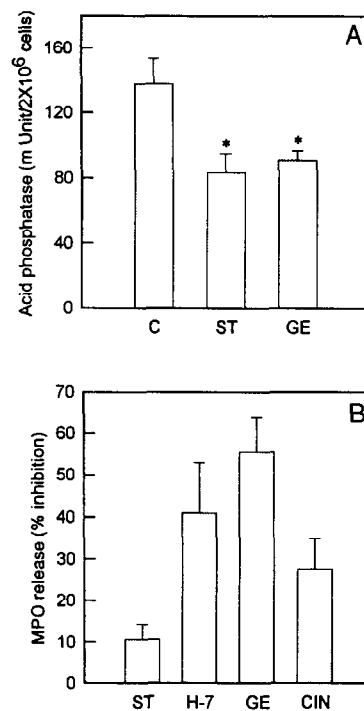 A
Acid phosphatase (m Unit/2X10⁶ cells)
160
120
80
40
0
*
*
C ST GE
B
MPO release (% inhibition)
70
60
50
40
30
20
10
0
ST H-7 GE CIN